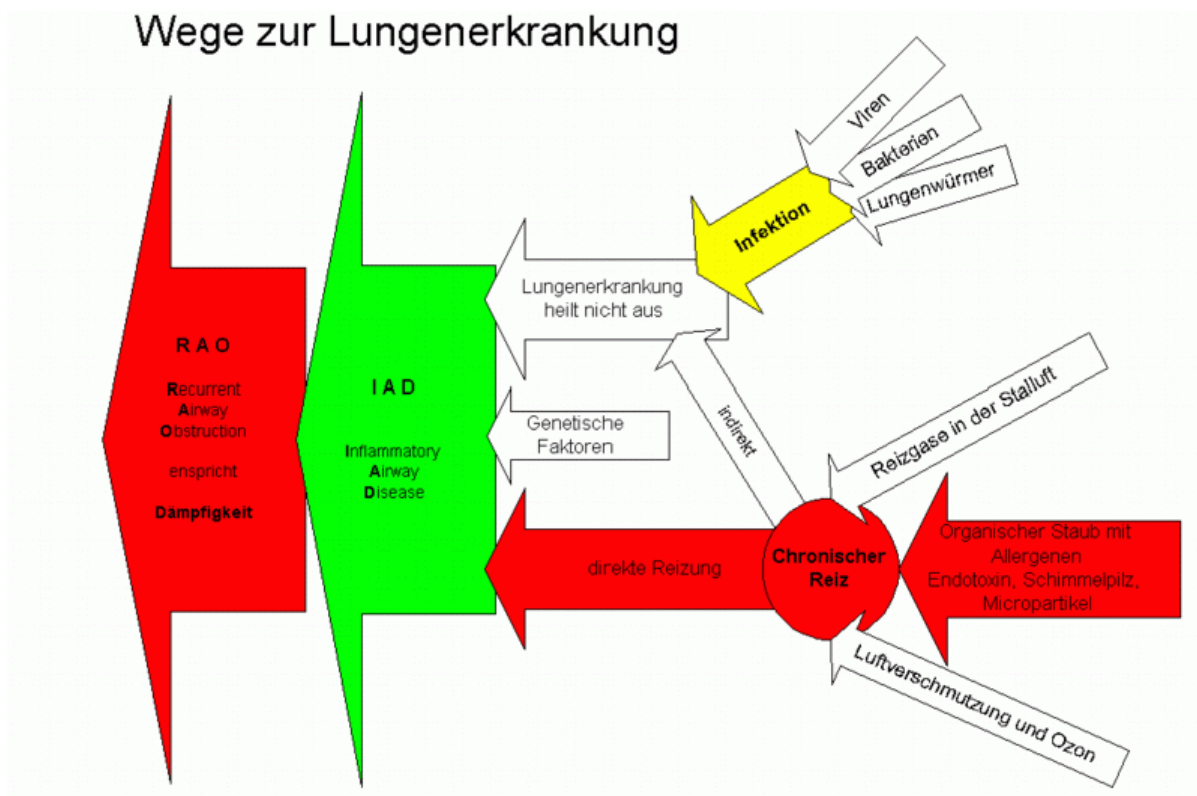 Wege zur Lungenerkrankung
Viren
Bakterien
Lungenwürmer
Infektion
Lungenerkrankung
heilt nicht aus
R A O
Recurrent
Airway
Obstruction
enspricht
Dämpfigkeit
I A D
Inflammatory
Airway
Disease
Genetische
Faktoren
indirekt
Reizgase in der Stalluft
direkte Reizung
Chronischer
Reiz
Organischer Staub mit
Allergenen
Endotoxin, Schimmelpilz,
Micropartikel
Luftverschmutzung und Ozon